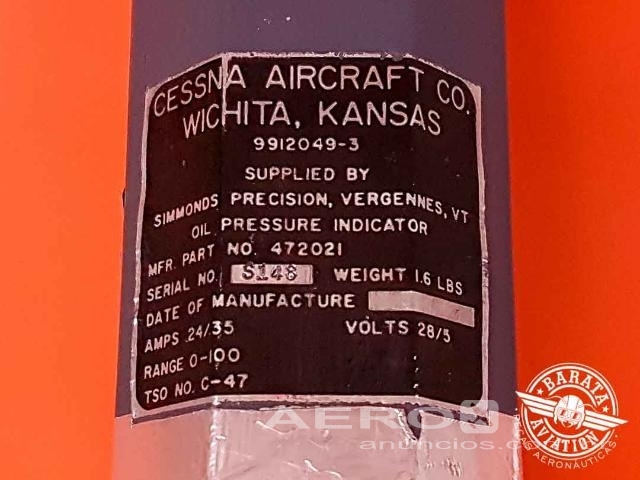 CESSNA AIRCRAFT CO.
WICHITA, KANSAS
9912049-3
SUPPLIED BY
SIMMONDS PRECISION, VERGENNES, VT
OIL PRESSURE INDICATOR
MFR. PART NO. 472021
SERIAL NO. S148 WEIGHT 1.6 LBS
DATE OF MANUFACTURE
AMPS .24/35 VOLTS 28/5
RANGE 0-100
TSO NO. C-47
BARATA
AVIATION
PEÇAS AERONÁUTICAS
AERO
anuncios.c